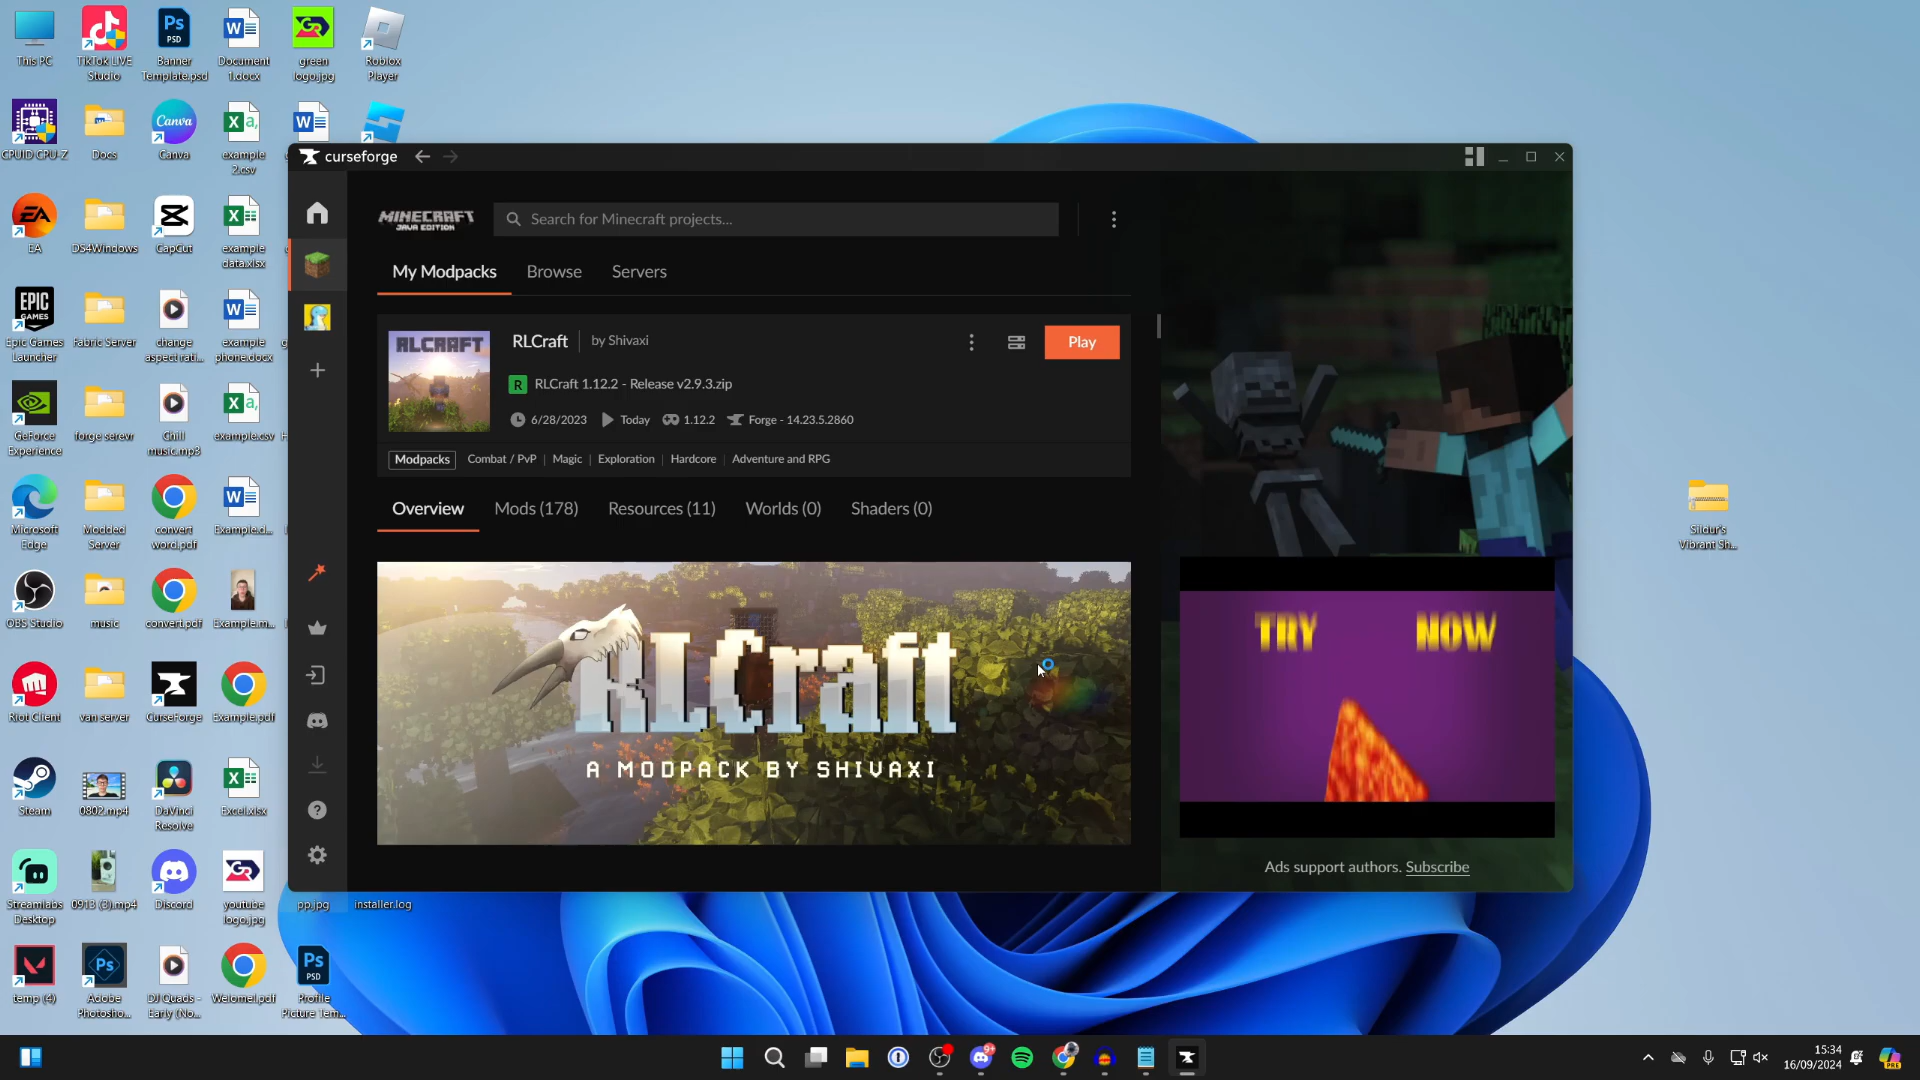 This PC
TikTok LIVE
Studio
Banner
Template.psd
Document
1.docx
green
logo.jpg
Roblox
Player
CPUID CPU-Z
Docs
Canva
example
2.csv
EA
DS4Windows
CapCut
example
data.xlsx
Epic Games
Launcher
Fabric Server
change
aspect rati...
example
phone.docx
GeForce
Experience
forge serevr
Chill
music.mp3
example.csv
Microsoft
Edge
Modded
Server
convert
word.pdf
Example.d...
OBS Studio
music
convert.pdf
Example.m...
Riot Client
van server
CurseForge
Example.pdf
Steam
0802.mp4
DaVinci
Resolve
Excel.xlsx
Streamlabs
Desktop
0913 (3).mp4
Discord
youtube
logo.jpg
pp.jpg
installer.log
temp (4)
Adobe
Photosho...
DJ Quads -
Early (No...
Welomel.pdf
Profile
Picture Tem...
curseforge
MINECRAFT
JAVA EDITION
Search for Minecraft projects...
My Modpacks
Browse
Servers
RLCRAFT
RLCraft
by Shivaxi
Play
R
RLCraft 1.12.2 - Release v2.9.3.zip
6/28/2023
Today
1.12.2
Forge - 14.23.5.2860
Modpacks
Combat / PvP
Magic
Exploration
Hardcore
Adventure and RPG
Overview
Mods (178)
Resources (11)
Worlds (0)
Shaders (0)
RLCraft
A MODPACK BY SHIVAXI
TRY NOW
Ads support authors. Subscribe
Sildur's
Vibrant Sh...
15:34
16/09/2024